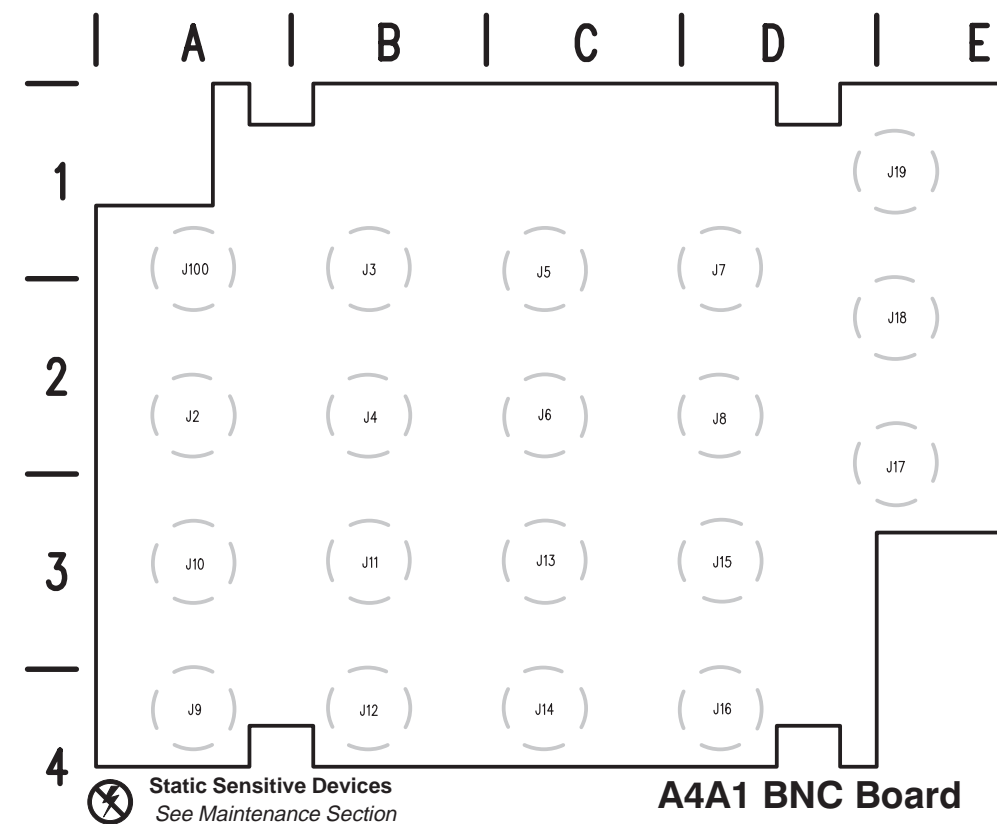 A B C D E
1
J19
J100 J3 J5 J7
J18
2
J2 J4 J6 J8
J17
3
J10 J11 J13 J15
J9 J12 J14 J16
4
Static Sensitive Devices
See Maintenance Section
A4A1 BNC Board